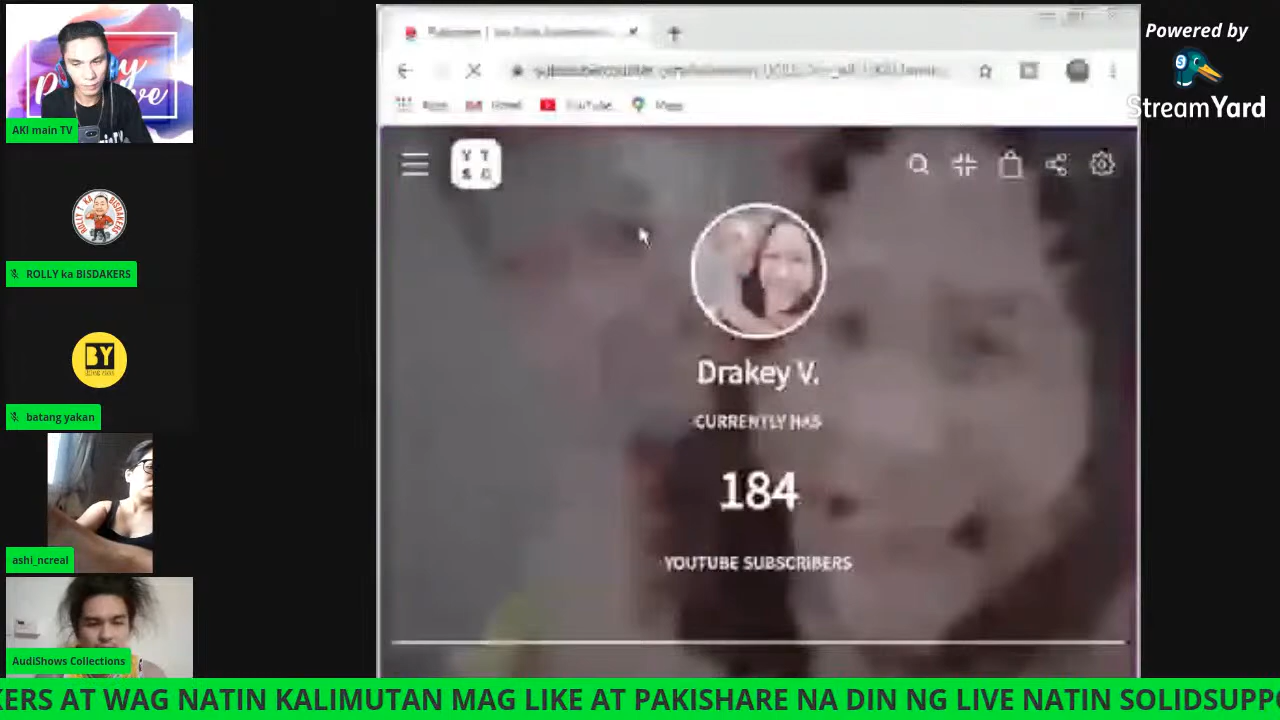 AKI main TV
ROLLY ka BISDAKERS
BY
batang yakan
ashi_ncreal
AudiShows Collections
YouTube
Y T
S C
Drakey V.
CURRENTLY HAS
184
YOUTUBE SUBSCRIBERS
Powered by
StreamYard
KERS AT WAG NATIN KALIMUTAN MAG LIKE AT PAKISHARE NA DIN NG LIVE NATIN SOLIDSUPPO